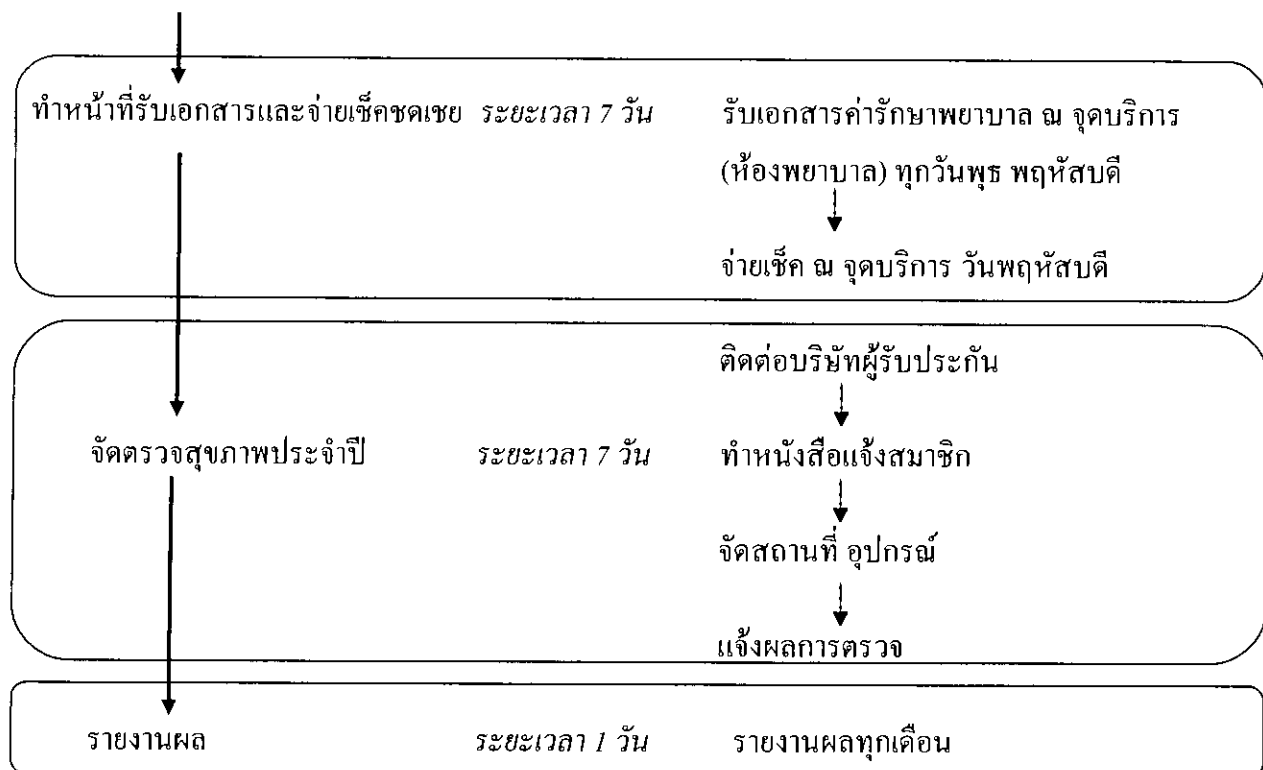 ทำหน้าที่รับเอกสารและจ่ายเช็คชดเชย ระยะเวลา 7 วัน รับเอกสารค่ารักษาพยาบาล ณ จุดบริการ
(ห้องพยาบาล) ทุกวันพุธ พฤหัสบดี
จ่ายเช็ค ณ จุดบริการ วันพฤหัสบดี
ติดต่อบริษัทผู้รับประกัน
จัดตรวจสุขภาพประจำปี ระยะเวลา 7 วัน ทำหนังสือแจ้งสมาชิก
จัดสถานที่ อุปกรณ์
แจ้งผลการตรวจ
รายงานผล ระยะเวลา 1 วัน รายงานผลทุกเดือน